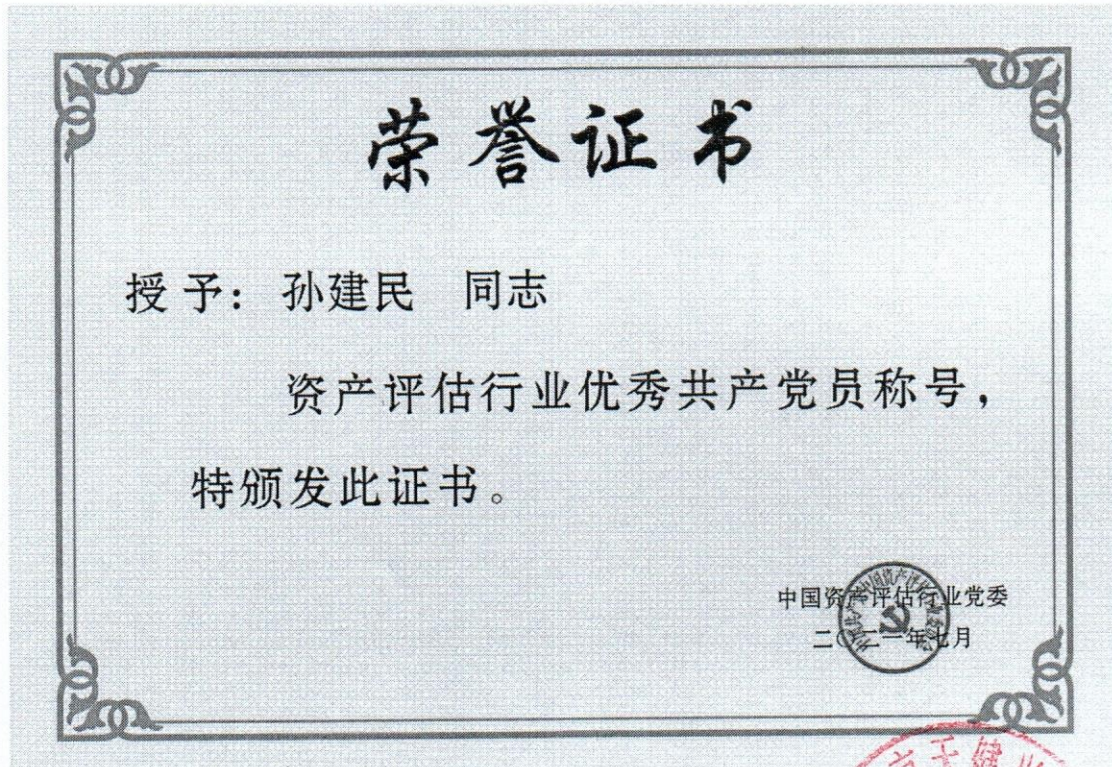 荣誉证书
授予： 孙建民 同志
资产评估行业优秀共产党员称号，
特颁发此证书。
中国资产评估行业党委
二〇二一年七月
天健